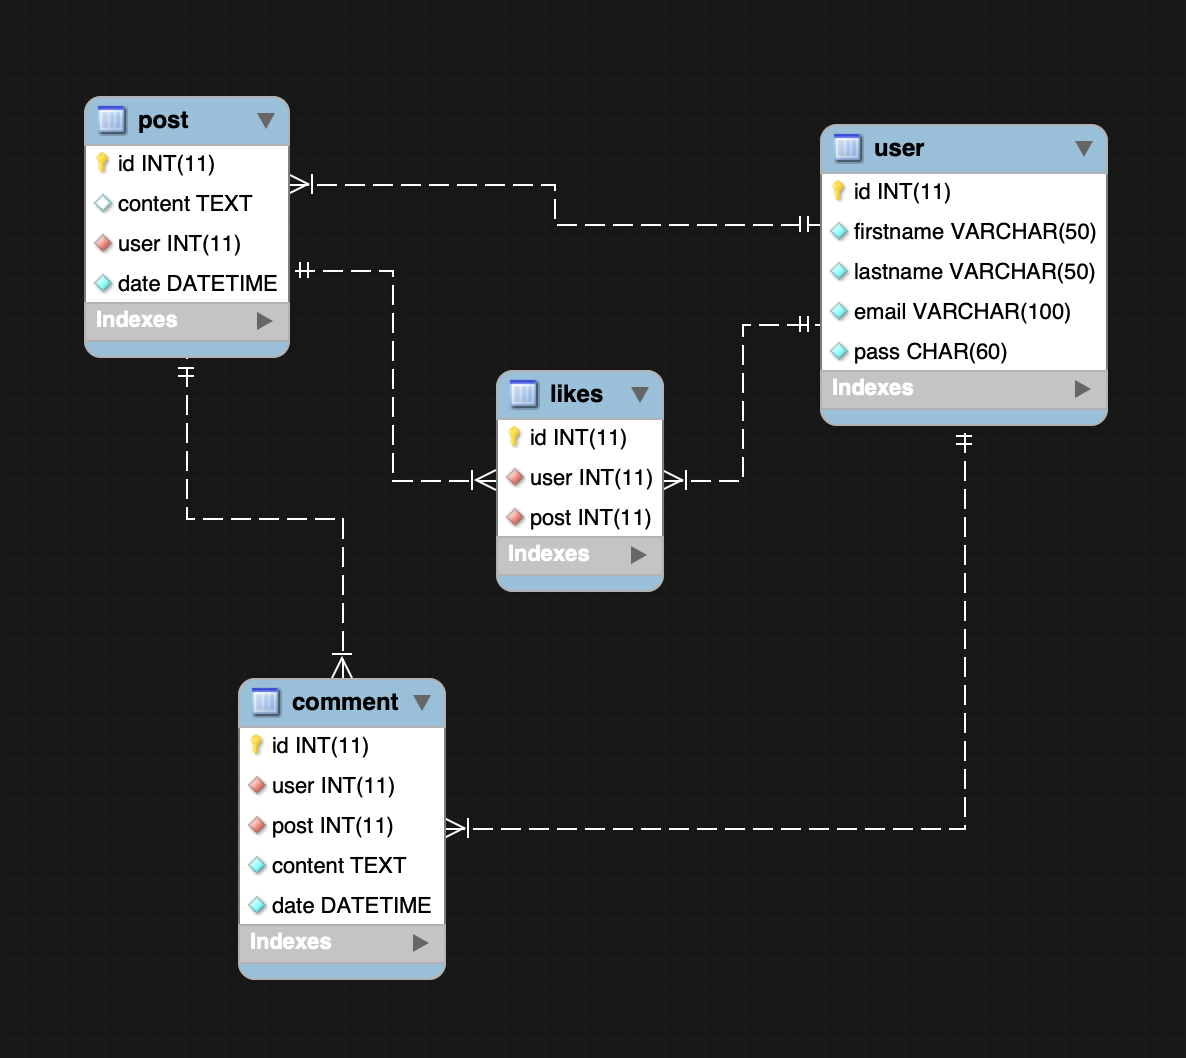 post
id INT(11)
content TEXT
user INT(11)
date DATETIME
Indexes
user
id INT(11)
firstname VARCHAR(50)
lastname VARCHAR(50)
email VARCHAR(100)
pass CHAR(60)
Indexes
likes
id INT(11)
user INT(11)
post INT(11)
Indexes
comment
id INT(11)
user INT(11)
post INT(11)
content TEXT
date DATETIME
Indexes